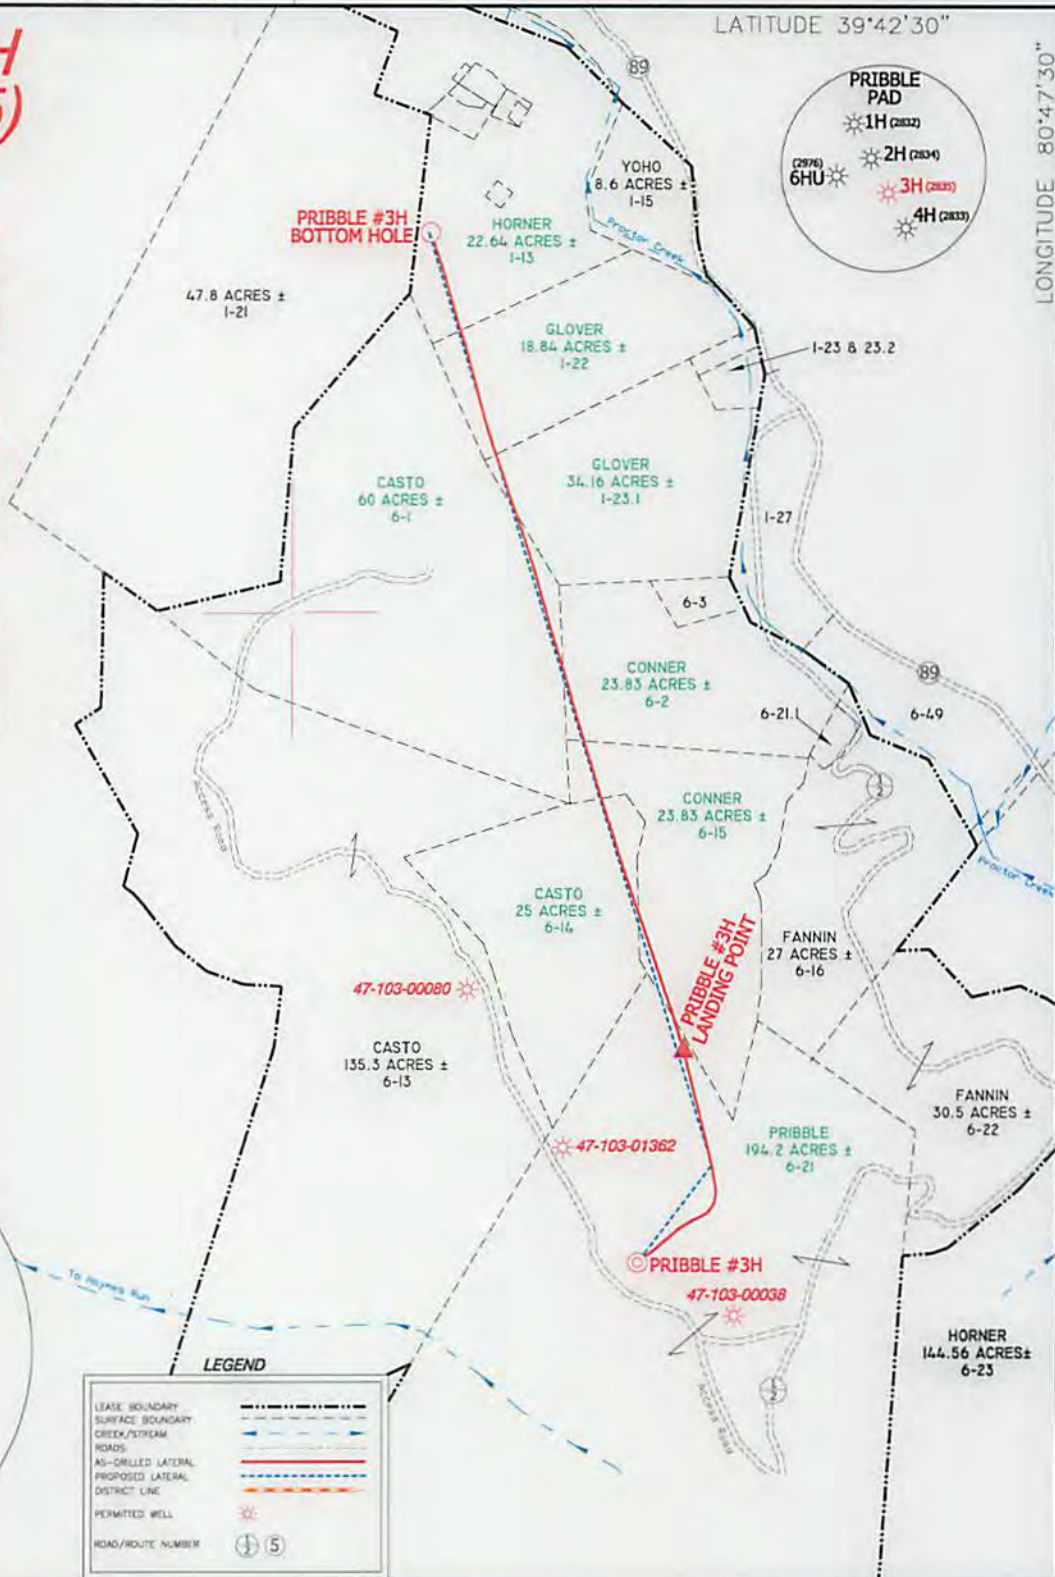 LATITUDE 39°42'30"
LONGITUDE 80°47'30"
H
5)
89
PRIBBLE
PAD
1H (2832)
2H (2834)
(2976)
6HU
3H (2835)
4H (2833)
YOHO
8.6 ACRES ±
1-15
Proctor Creek
PRIBBLE #3H
BOTTOM HOLE
HORNER
22.64 ACRES ±
1-13
47.8 ACRES ±
1-21
GLOVER
18.84 ACRES ±
1-22
1-23 & 23.2
GLOVER
34.16 ACRES ±
1-23.1
CASTO
60 ACRES ±
6-1
1-27
6-3
CONNER
23.83 ACRES ±
6-2
89
6-21.1
6-49
1
2
CONNER
23.83 ACRES ±
6-15
Access Road
Proctor Creek
CASTO
25 ACRES ±
6-14
FANNIN
27 ACRES ±
6-16
PRIBBLE #3H
LANDING POINT
47-103-00080
CASTO
135.3 ACRES ±
6-13
FANNIN
30.5 ACRES ±
6-22
47-103-01362
PRIBBLE
194.2 ACRES ±
6-21
PRIBBLE #3H
47-103-00038
To Haynes Run
HORNER
144.56 ACRES±
6-23
Access Road
1
2
LEGEND
LEASE BOUNDARY
SURFACE BOUNDARY
CREEK/STREAM
ROADS
AS-DRILLED LATERAL
PROPOSED LATERAL
DISTRICT LINE
PERMITTED WELL
ROAD/ROUTE NUMBER
1
2
5